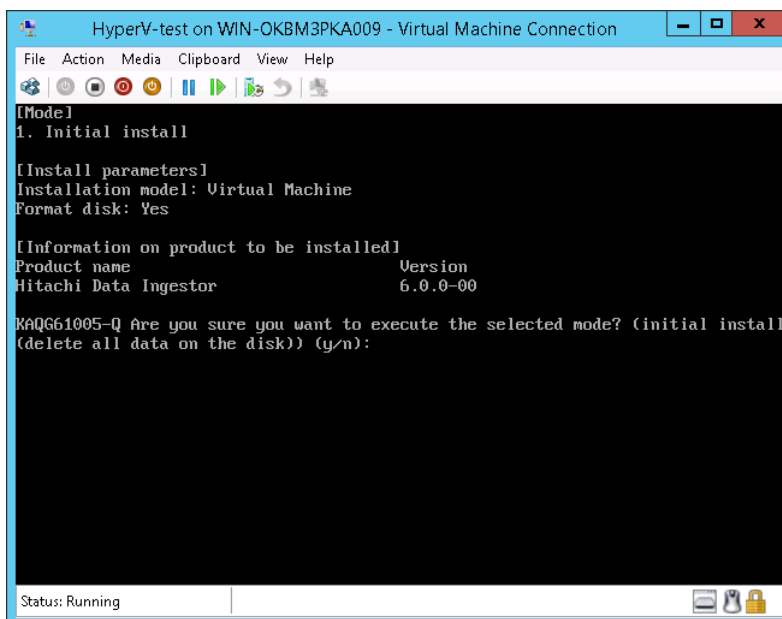 HyperV-test on WIN-OKBM3PKA009 - Virtual Machine Connection
File Action Media Clipboard View Help
[Mode]
1. Initial install
[Install parameters]
Installation model: Virtual Machine
Format disk: Yes
[Information on product to be installed]
Product name Version
Hitachi Data Ingestor 6.0.0-00
KAQG61005-Q Are you sure you want to execute the selected mode? (initial install
(delete all data on the disk)) (y/n):
Status: Running